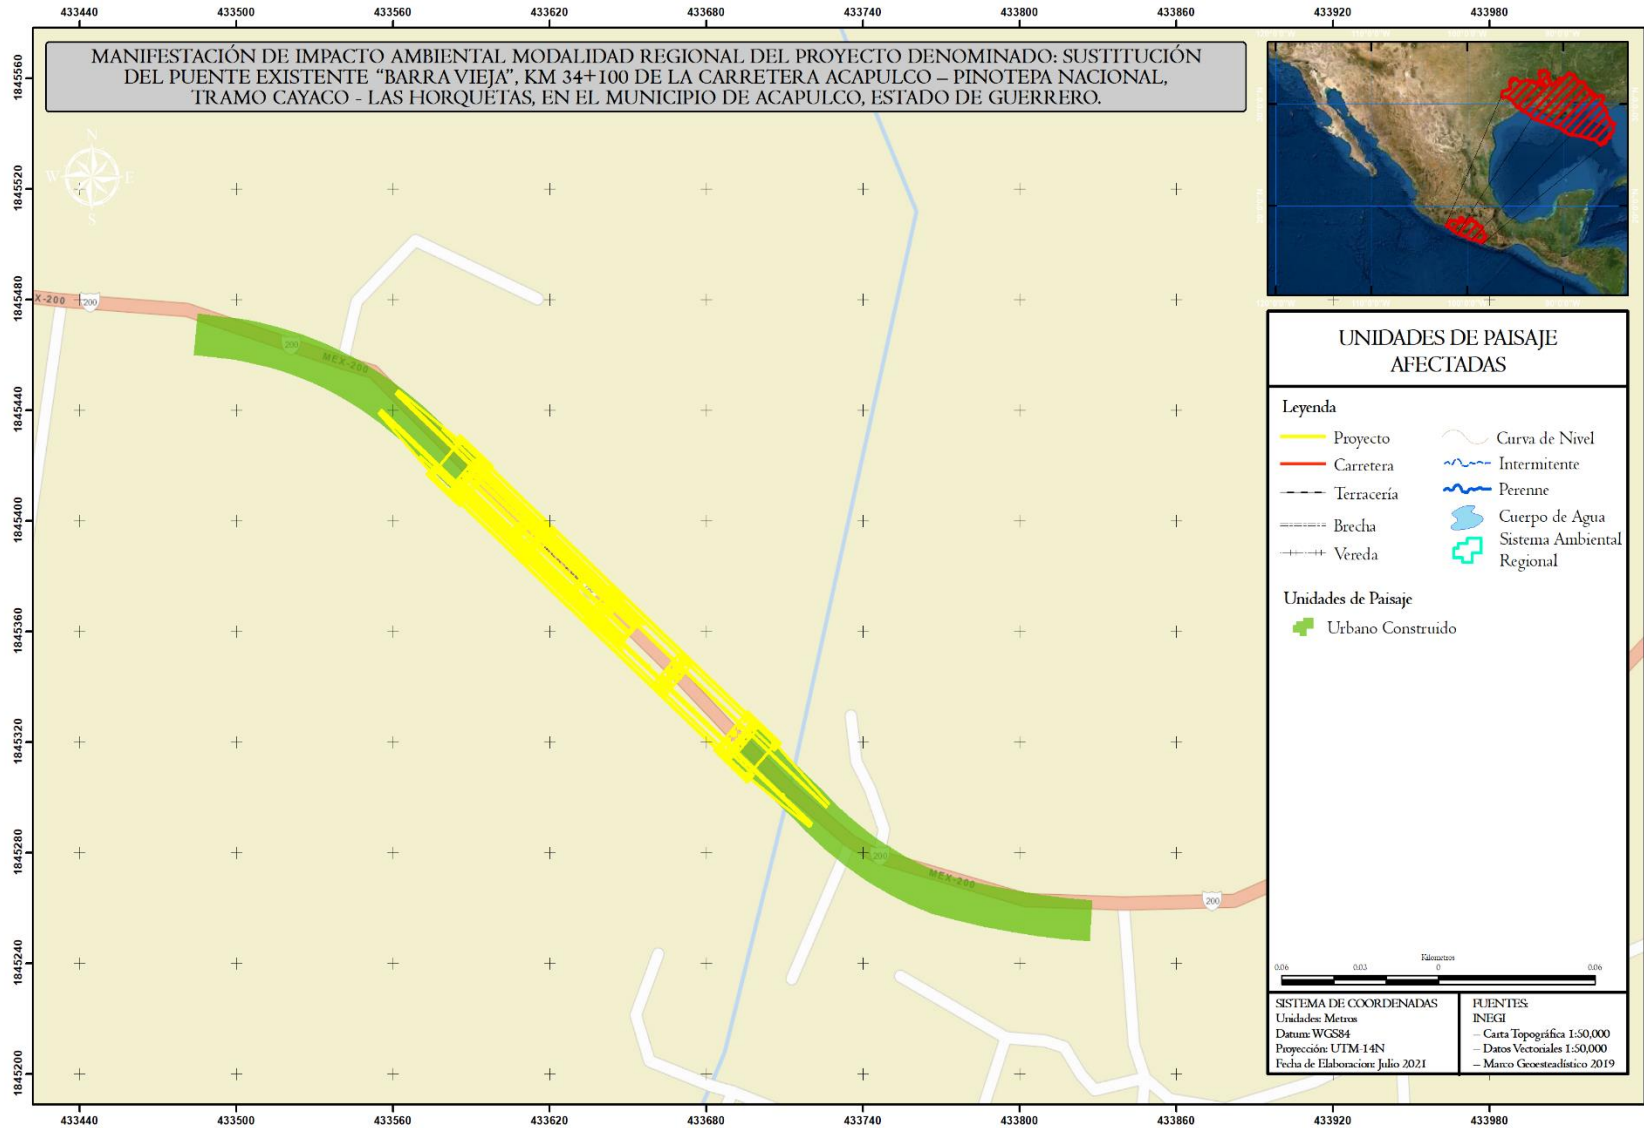 433440 433500 433560 433620 433680 433740 433800 433860 433920 433980
MANIFESTACIÓN DE IMPACTO AMBIENTAL MODALIDAD REGIONAL DEL PROYECTO DENOMINADO: SUSTITUCIÓN
DEL PUENTE EXISTENTE "BARRA VIEJA", KM 34+100 DE LA CARRETERA ACAPULCO – PINOTEPA NACIONAL,
TRAMO CAYACO - LAS HORQUETAS, EN EL MUNICIPIO DE ACAPULCO, ESTADO DE GUERRERO.
N
W E
S
1845560
1845520
1845480
1845440
1845400
1845360
1845320
1845280
1845240
1845200
X-200
200
200
MEX-200
200
MEX-200
200
UNIDADES DE PAISAJE
AFECTADAS
Leyenda
Proyecto
Carretera
Terracería
Brecha
Vereda
Curva de Nivel
Intermitente
Perenne
Cuerpo de Agua
Sistema Ambiental
Regional
Unidades de Paisaje
Urbano Construido
Kilometros
0.06 0.03 0 0.06
SISTEMA DE COORDENADAS
Unidades: Metros
Datum: WGS84
Proyección: UTM-14N
Fecha de Elaboracion: Julio 2021
FUENTES:
INEGI
– Carta Topográfica 1:50,000
– Datos Vectoriales 1:50,000
– Marco Geoesteadístico 2019
433440 433500 433560 433620 433680 433740 433800 433860 433920 433980